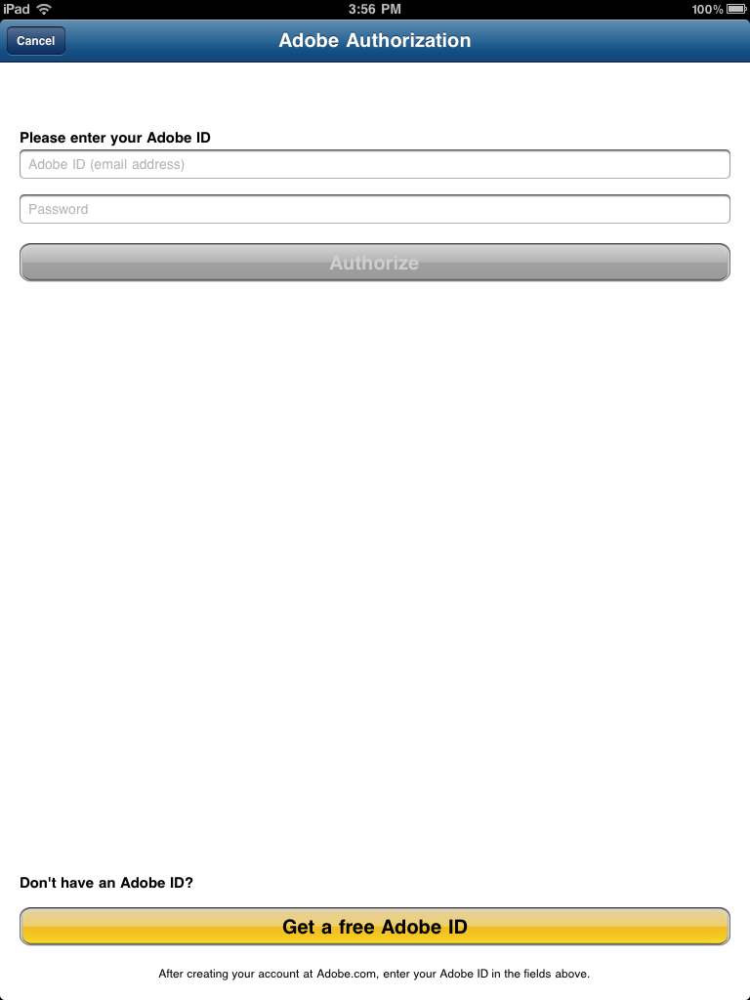 iPad 3:56 PM 100%
Cancel Adobe Authorization
Please enter your Adobe ID
Adobe ID (email address)
Password
Authorize
Don't have an Adobe ID?
Get a free Adobe ID
After creating your account at Adobe.com, enter your Adobe ID in the fields above.